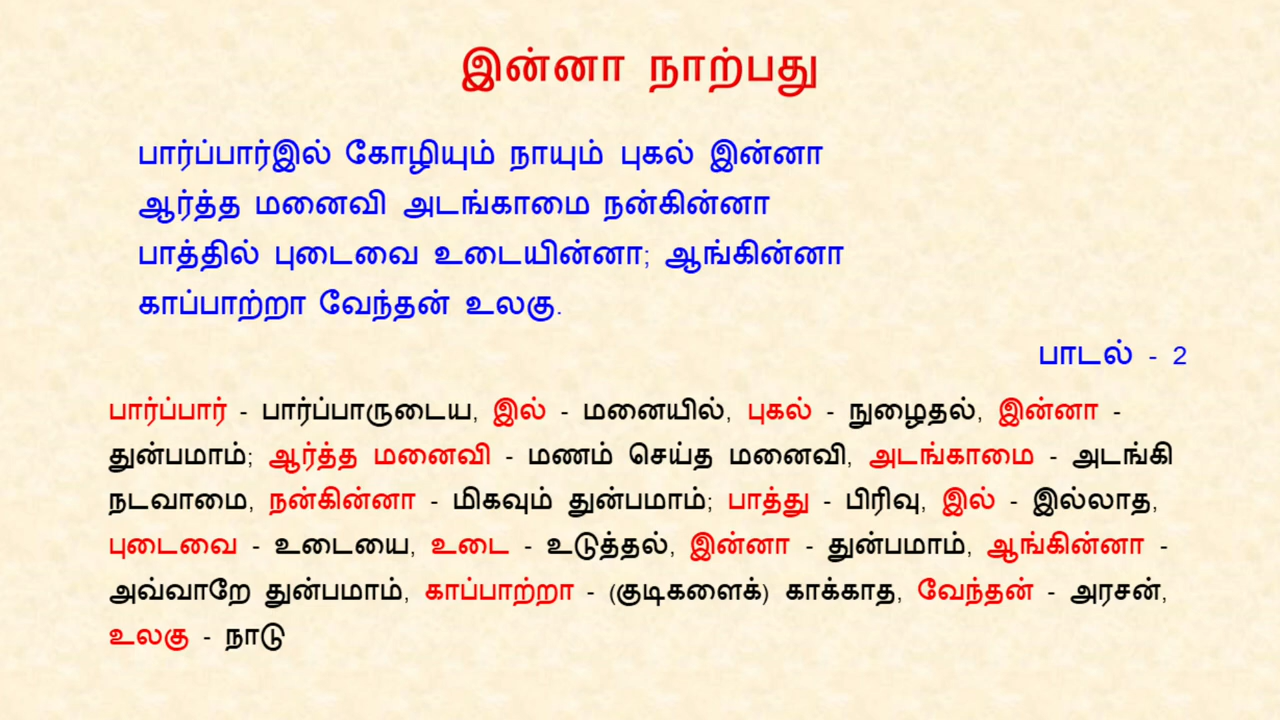 இன்னா நாற்பது
பார்ப்பார்இல் கோழியும் நாயும் புகல் இன்னா
ஆர்த்த மனைவி அடங்காமை நன்கின்னா
பாத்தில் புடைவை உடையின்னா; ஆங்கின்னா
காப்பாற்றா வேந்தன் உலகு.
பாடல் - 2
பார்ப்பார் - பார்ப்பாருடைய, இல் - மனையில், புகல் - நுழைதல், இன்னா -
துன்பமாம்; ஆர்த்த மனைவி - மணம் செய்த மனைவி, அடங்காமை - அடங்கி
நடவாமை, நன்கின்னா - மிகவும் துன்பமாம்; பாத்து - பிரிவு, இல் - இல்லாத,
புடைவை - உடையை, உடை - உடுத்தல், இன்னா - துன்பமாம், ஆங்கின்னா -
அவ்வாறே துன்பமாம், காப்பாற்றா - (குடிகளைக்) காக்காத, வேந்தன் - அரசன்,
உலகு - நாடு